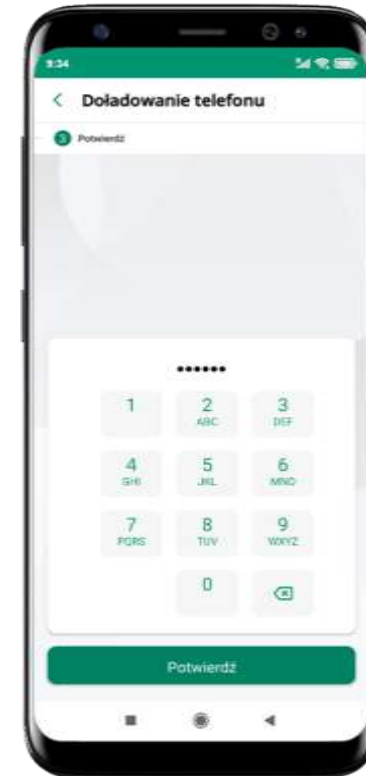 9:34
Doładowanie telefonu
3 Potwierdź
••••••
1 2 3
ABC DEF
4 5 6
GHI JKL MNO
7 8 9
PQRS TUV WXYZ
0
Potwierdź